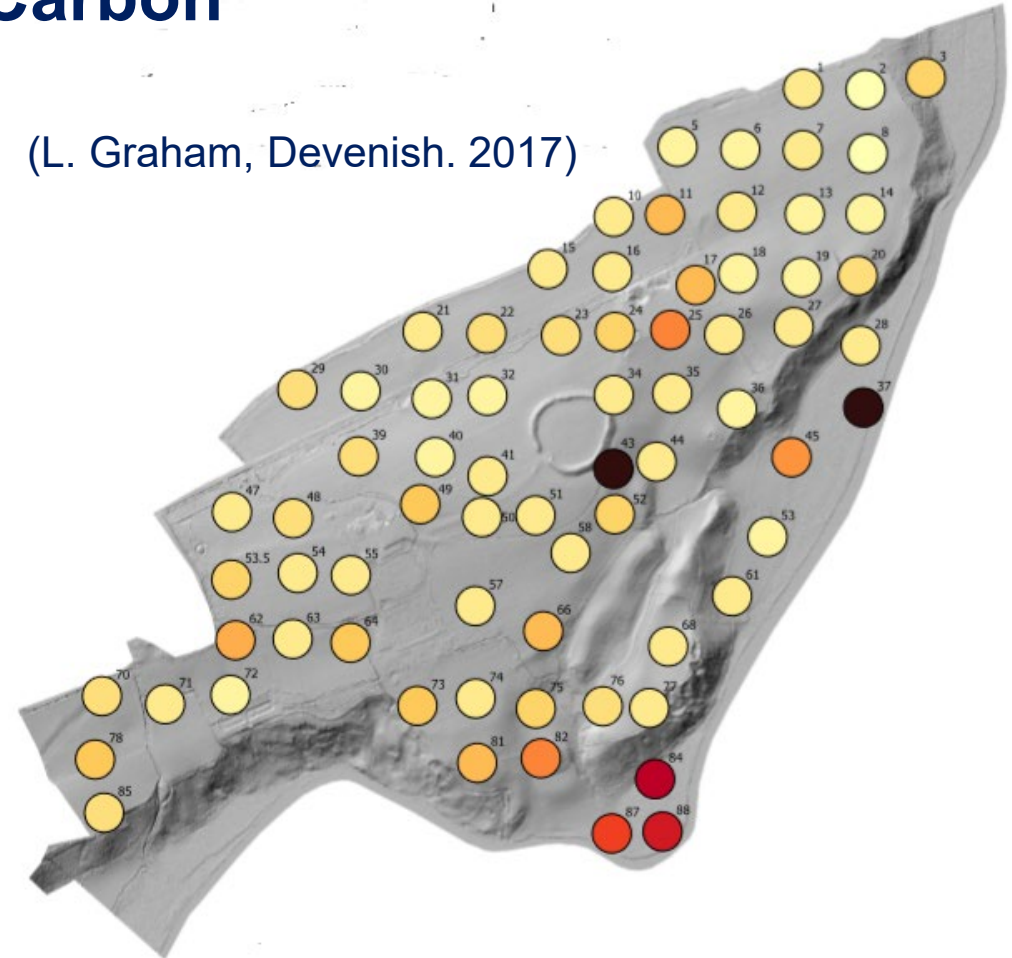 Carbon
(L. Graham, Devenish. 2017)
1 2 3
5 6 7 8
10 11 12 13 14
15 16 17 18 19 20
21 22 23 24 25 26 27 28
29 30 31 32 34 35 36 37
39 40 41 43 44 45
47 48 49 50 51 52 53
53.5 54 55 57 58 61
62 63 64 66 68
70 71 72 73 74 75 76 77
78 81 82 84
85 87 88